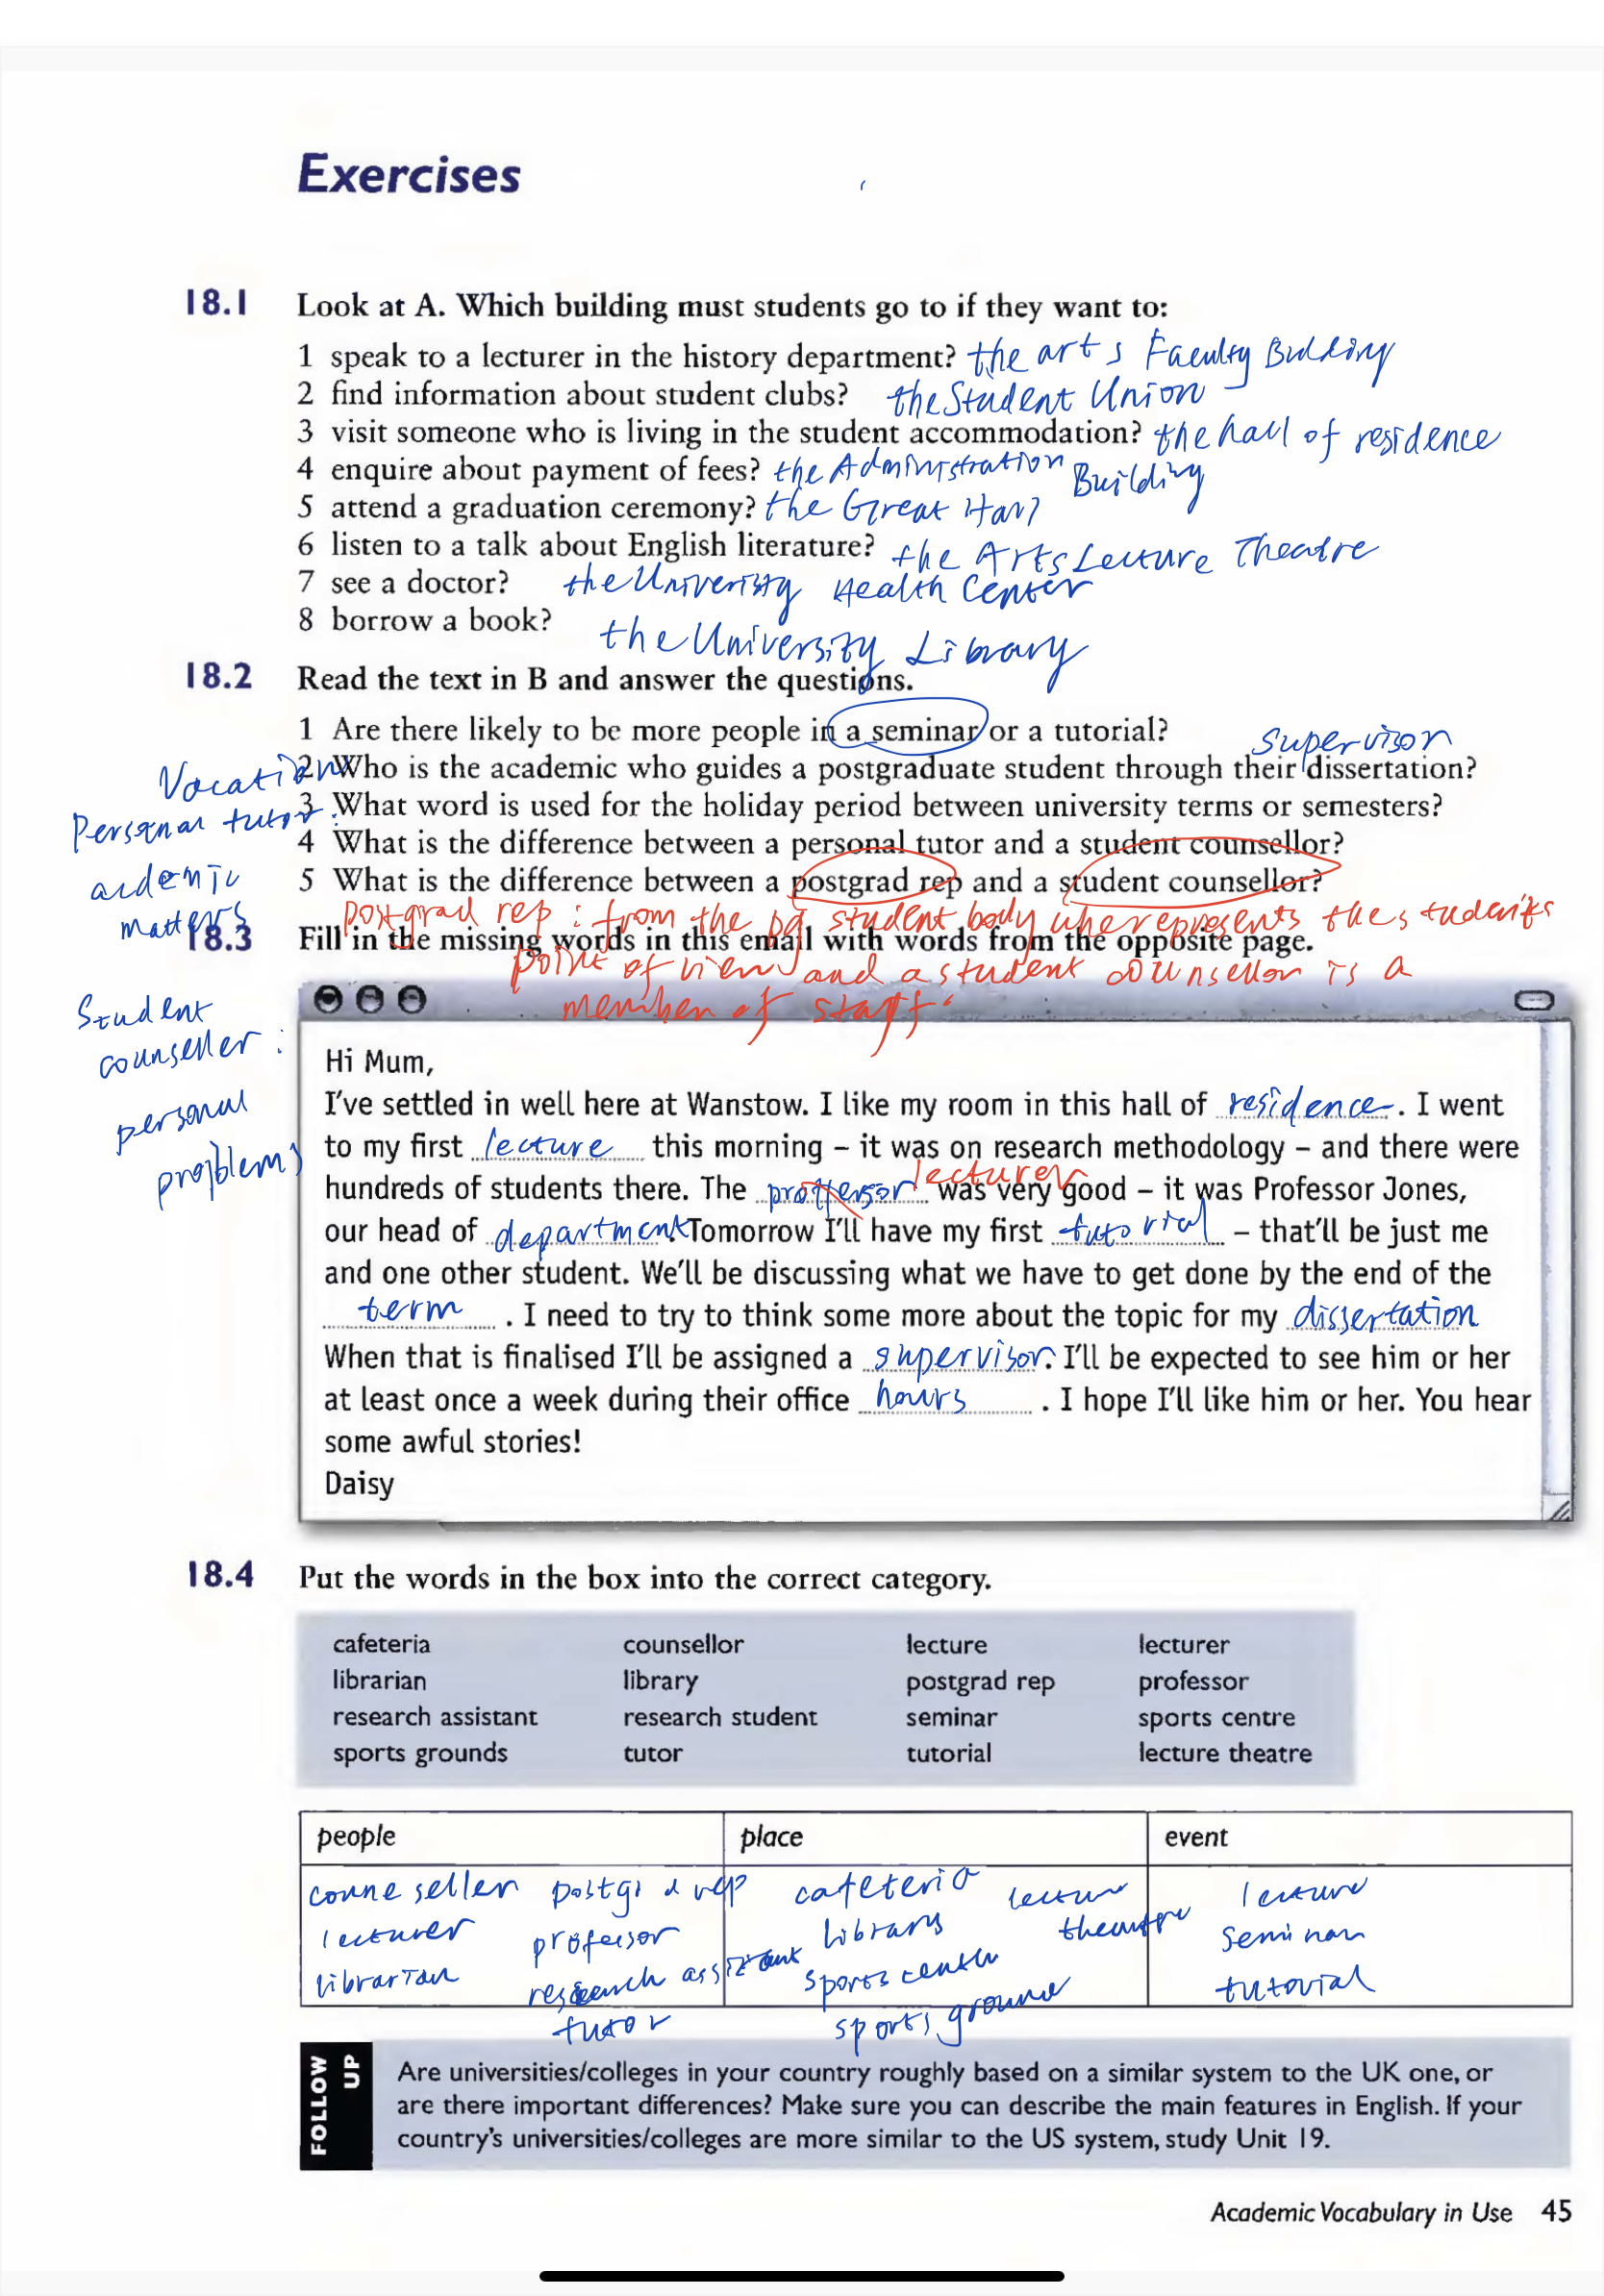 Exercises
18.1 Look at A. Which building must students go to if they want to:
1 speak to a lecturer in the history department? the arts Faculty Building
2 find information about student clubs? the Student Union
3 visit someone who is living in the student accommodation? the hall of residence
4 enquire about payment of fees? the Administration Building
5 attend a graduation ceremony? the Great Hall
6 listen to a talk about English literature? the Arts Lecture Theatre
7 see a doctor? the University Health Center
8 borrow a book? the University Library
18.2 Read the text in B and answer the questions.
1 Are there likely to be more people in a seminar or a tutorial?
supervisor
2 Who is the academic who guides a postgraduate student through their dissertation?
Vocation
3 What word is used for the holiday period between university terms or semesters?
Personal tutor:
4 What is the difference between a personal tutor and a student counsellor?
5 What is the difference between a postgrad rep and a student counsellor?
matters
postgrad rep: from the pg student body who represents the students
point of view and a student counsellor is a
member of staff.
18.3 Fill in the missing words in this email with words from the opposite page.
Student
counseller:
personal
problems
Hi Mum,
I've settled in well here at Wanstow. I like my room in this hall of residence. I went
to my first lecture this morning – it was on research methodology – and there were
hundreds of students there. The lecturer was very good – it was Professor Jones,
our head of department. Tomorrow I'll have my first tutorial – that'll be just me
and one other student. We'll be discussing what we have to get done by the end of the
term. I need to try to think some more about the topic for my dissertation
When that is finalised I'll be assigned a supervisor. I'll be expected to see him or her
at least once a week during their office hours. I hope I'll like him or her. You hear
some awful stories!
Daisy
18.4 Put the words in the box into the correct category.
cafeteria counsellor lecture lecturer
librarian library postgrad rep professor
research assistant research student seminar sports centre
sports grounds tutor tutorial lecture theatre
people place event
counseller postgrad rep cafeteria lecture theatre lecture
lecturer professor library seminar
librarian research assistant sports centre tutorial
tutor sports ground
FOLLOW UP
Are universities/colleges in your country roughly based on a similar system to the UK one, or
are there important differences? Make sure you can describe the main features in English. If your
country's universities/colleges are more similar to the US system, study Unit 19.
Academic Vocabulary in Use 45